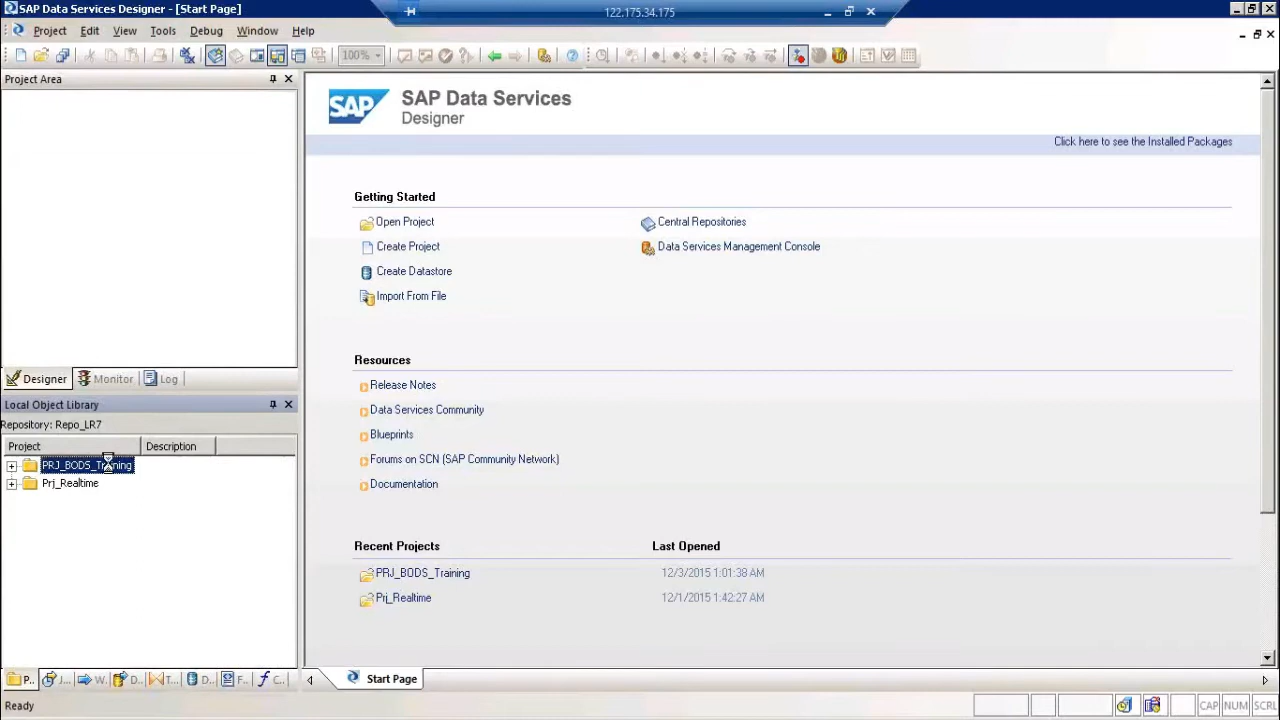 SAP Data Services Designer - [Start Page]
122.175.34.175
Project Edit View Tools Debug Window Help
100%
Project Area
Designer Monitor Log
Local Object Library
Repository: Repo_LR7
Project Description
PRJ_BODS_Training
Prj_Realtime
P... J... W... D... T... D... F... C...
SAP
SAP Data Services
Designer
Click here to see the Installed Packages
Getting Started
Open Project
Central Repositories
Create Project
Data Services Management Console
Create Datastore
Import From File
Resources
Release Notes
Data Services Community
Blueprints
Forums on SCN (SAP Community Network)
Documentation
Recent Projects Last Opened
PRJ_BODS_Training 12/3/2015 1:01:38 AM
Prj_Realtime 12/1/2015 1:42:27 AM
Start Page
Ready
CAP NUM SCRL